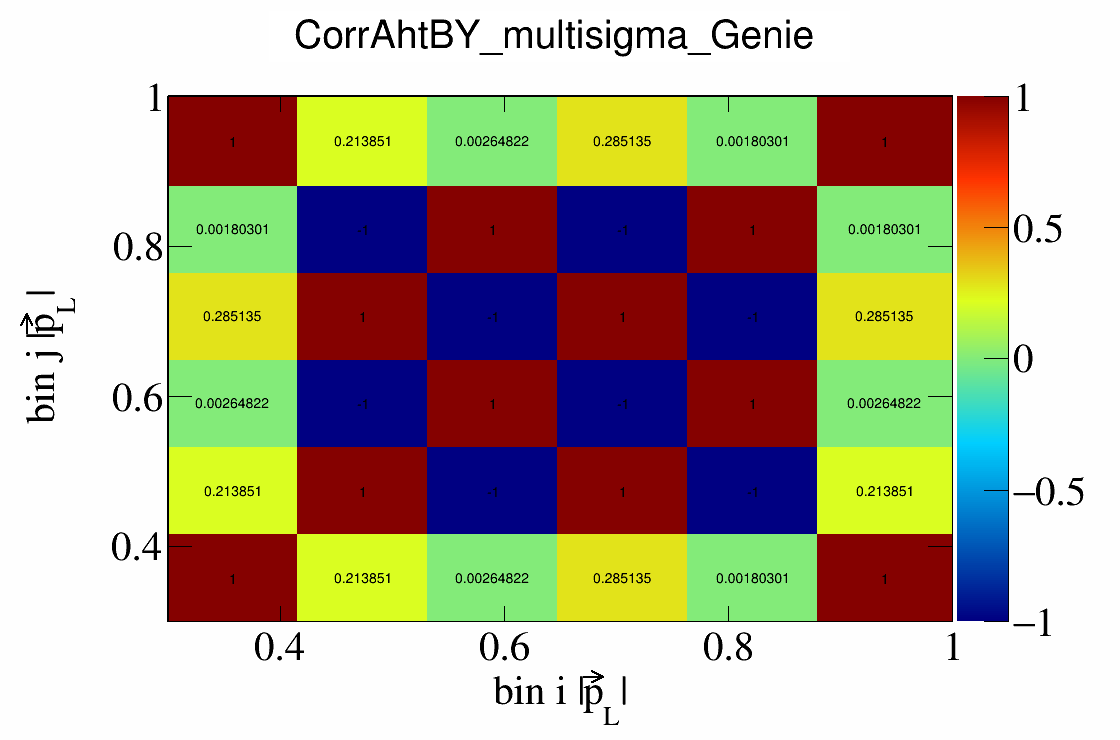 CorrAhtBY_multisigma_Genie
1
1 0.213851 0.00264822 0.285135 0.00180301 1
1
0.8
0.00180301 -1 1 -1 1 0.00180301
0.5
0.285135 1 -1 1 -1 0.285135
0
0.6
0.00264822 -1 1 -1 1 0.00264822
0.213851 1 -1 1 -1 0.213851
−0.5
0.4
1 0.213851 0.00264822 0.285135 0.00180301 1
−1
0.4 0.6 0.8 1
bin j |p⃗_L|
bin i |p⃗_L|